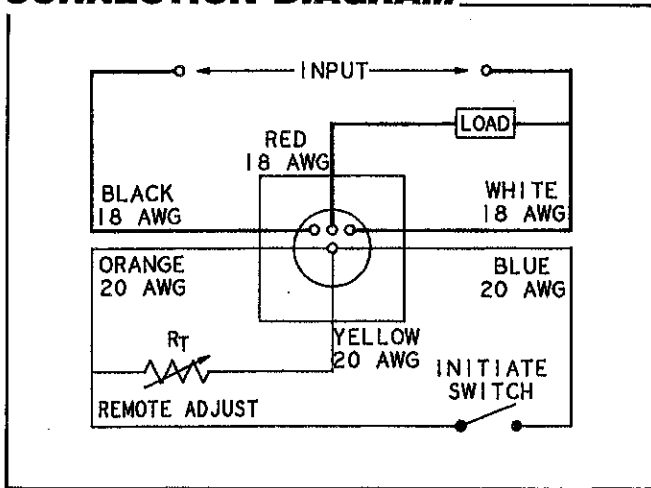 CONNECTION DIAGRAM
INPUT
LOAD
RED
18 AWG
BLACK
18 AWG
WHITE
18 AWG
ORANGE
20 AWG
BLUE
20 AWG
YELLOW
20 AWG
RT
REMOTE ADJUST
INITIATE
SWITCH